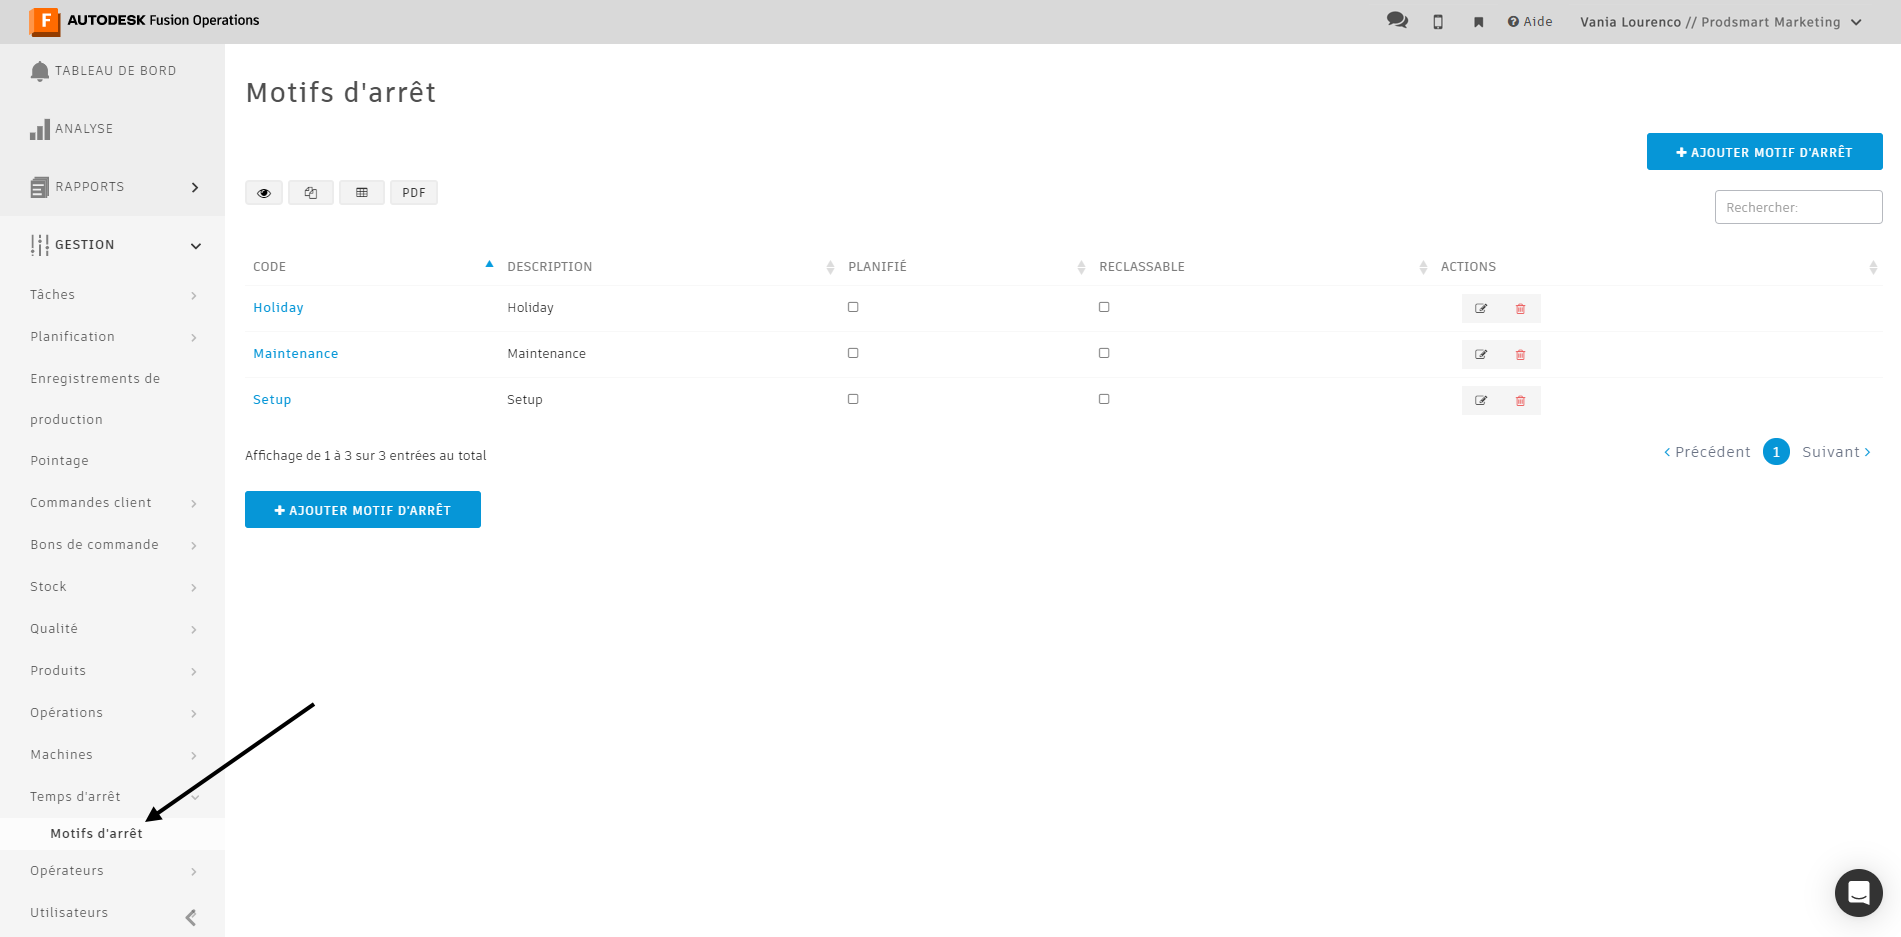 F AUTODESK Fusion Operations
Aide
Vania Lourenco // Prodsmart Marketing
TABLEAU DE BORD
ANALYSE
RAPPORTS
GESTION
Tâches
Planification
Enregistrements de
production
Pointage
Commandes client
Bons de commande
Stock
Qualité
Produits
Opérations
Machines
Temps d'arrêt
Motifs d'arrêt
Opérateurs
Utilisateurs
Motifs d'arrêt
+ AJOUTER MOTIF D'ARRÊT
PDF
Rechercher:
CODE DESCRIPTION PLANIFIÉ RECLASSABLE ACTIONS
Holiday Holiday
Maintenance Maintenance
Setup Setup
Affichage de 1 à 3 sur 3 entrées au total
< Précédent 1 Suivant >
+ AJOUTER MOTIF D'ARRÊT